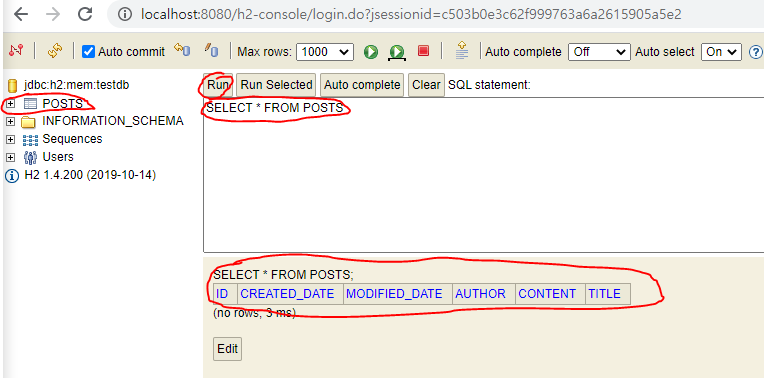 localhost:8080/h2-console/login.do?jsessionid=c503b0e3c62f999763a6a2615905a5e2
Auto commit Max rows: 1000 Auto complete Off Auto select On ?
jdbc:h2:mem:testdb
POSTS
INFORMATION_SCHEMA
Sequences
Users
H2 1.4.200 (2019-10-14)
Run Run Selected Auto complete Clear SQL statement:
SELECT * FROM POSTS
SELECT * FROM POSTS;
ID CREATED_DATE MODIFIED_DATE AUTHOR CONTENT TITLE
(no rows, 3 ms)
Edit